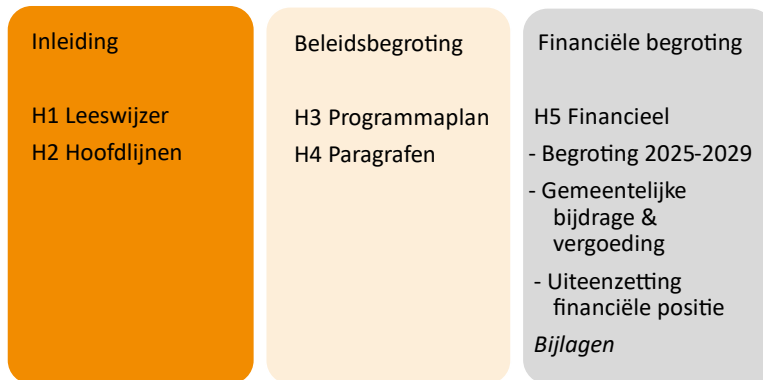 Inleiding
H1 Leeswijzer
H2 Hoofdlijnen
Beleidsbegroting
H3 Programmaplan
H4 Paragrafen
Financiële begroting
H5 Financieel
- Begroting 2025-2029
- Gemeentelijke
bijdrage &
vergoeding
- Uiteenzetting
financiële positie
Bijlagen